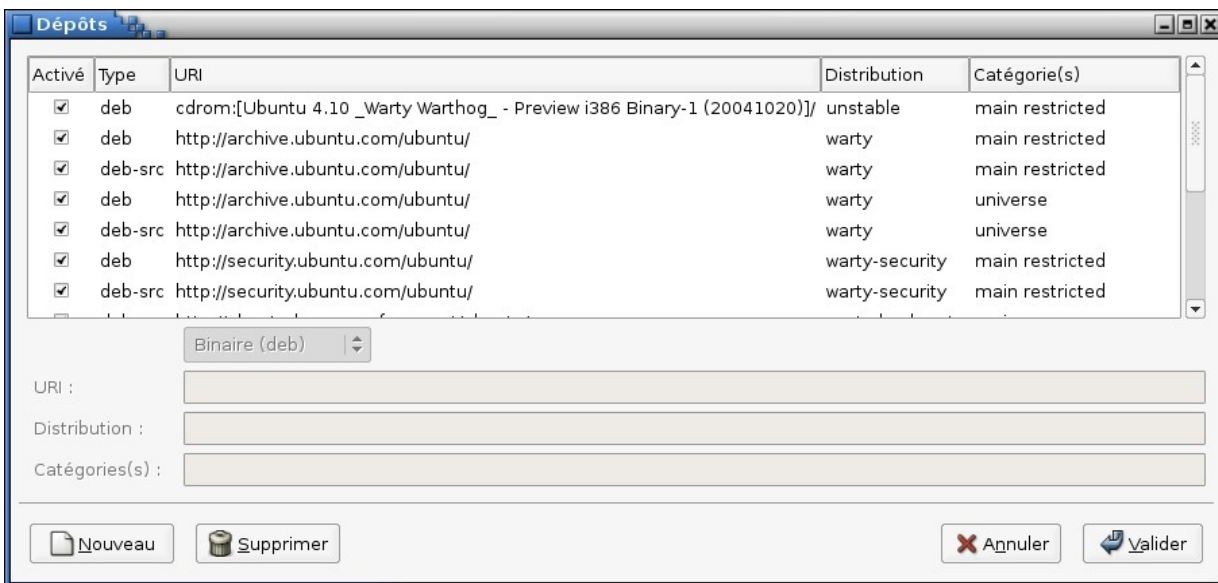 Dépôts
Activé Type URI Distribution Catégorie(s)
deb cdrom:[Ubuntu 4.10 _Warty Warthog_ - Preview i386 Binary-1 (20041020)]/ unstable main restricted
deb http://archive.ubuntu.com/ubuntu/ warty main restricted
deb-src http://archive.ubuntu.com/ubuntu/ warty main restricted
deb http://archive.ubuntu.com/ubuntu/ warty universe
deb-src http://archive.ubuntu.com/ubuntu/ warty universe
deb http://security.ubuntu.com/ubuntu/ warty-security main restricted
deb-src http://security.ubuntu.com/ubuntu/ warty-security main restricted
Binaire (deb)
URI :
Distribution :
Catégories(s) :
Nouveau Supprimer Annuler Valider